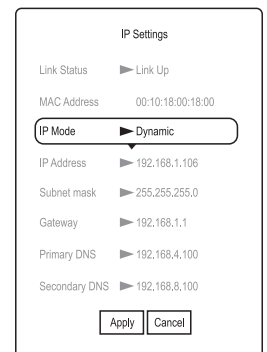 IP Settings
Link Status Link Up
MAC Address 00:10:18:00:18:00
IP Mode Dynamic
IP Address 192.168.1.106
Subnet mask 255.255.255.0
Gateway 192.168.1.1
Primary DNS 192.168.4.100
Secondary DNS 192.168.8.100
Apply Cancel